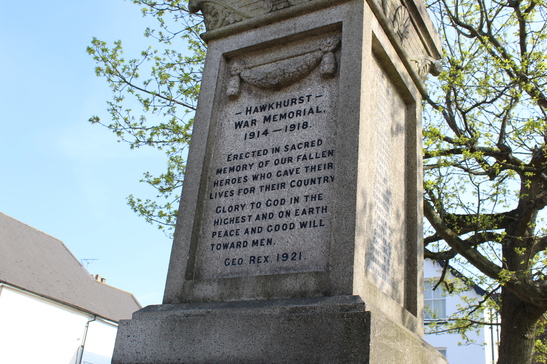 – HAWKHURST –
WAR MEMORIAL.
1914 – 1918.
ERECTED IN SACRED
MEMORY OF OUR FALLEN
HEROES WHO GAVE THEIR
LIVES FOR THEIR COUNTRY
GLORY TO GOD IN THE
HIGHEST AND ON EARTH
PEACE AND GOOD WILL
TOWARD MEN.
GEO REX. 1921.